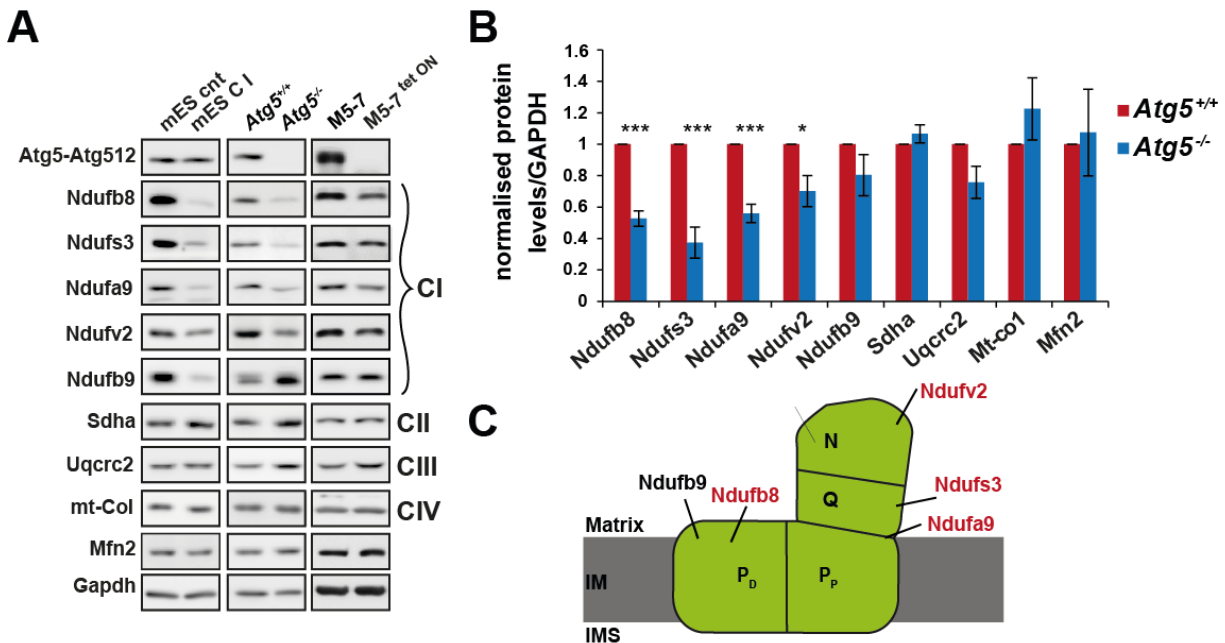 A
mES cnt
mES C I
Atg5+/+
Atg5-/-
M5-7
M5-7 tet ON
Atg5-Atg512
Ndufb8
Ndufs3
Ndufa9
Ndufv2
Ndufb9
Sdha
Uqcrc2
mt-CoI
Mfn2
Gapdh
CI
CII
CIII
CIV
B
normalised protein
levels/GAPDH
1.6
1.4
1.2
1
0.8
0.6
0.4
0.2
0
***
***
***
*
Ndufb8
Ndufs3
Ndufa9
Ndufv2
Ndufb9
Sdha
Uqcrc2
Mt-co1
Mfn2
Atg5+/+
Atg5-/-
C
Ndufv2
N
Ndufb9
Ndufb8
Q
Ndufs3
Matrix
Ndufa9
IM
PD
PP
IMS